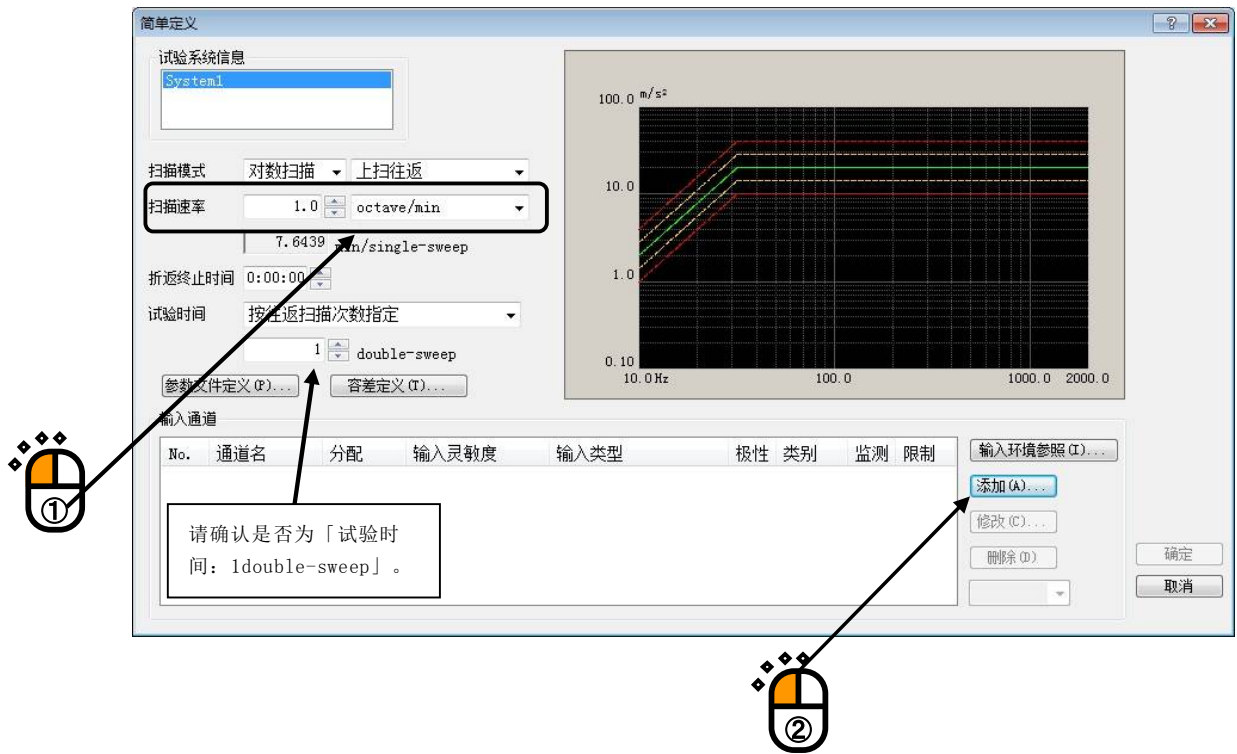 简单定义
试验系统信息
System1
扫描模式 对数扫描 上扫往返
扫描速率 1.0 octave/min
7.6439 min/single-sweep
折返终止时间 0:00:00
试验时间 按往返扫描次数指定
1 double-sweep
参数文件定义(P)... 容差定义(T)...
100.0 m/s²
10.0
1.0
0.10
10.0 Hz 100.0 1000.0 2000.0
输入通道
No. 通道名 分配 输入灵敏度 输入类型 极性 类别 监测 限制
输入环境参照(I)...
添加(A)...
修改(C)...
删除(D)
确定
取消
①
请确认是否为「试验时
间：1double-sweep」。
②